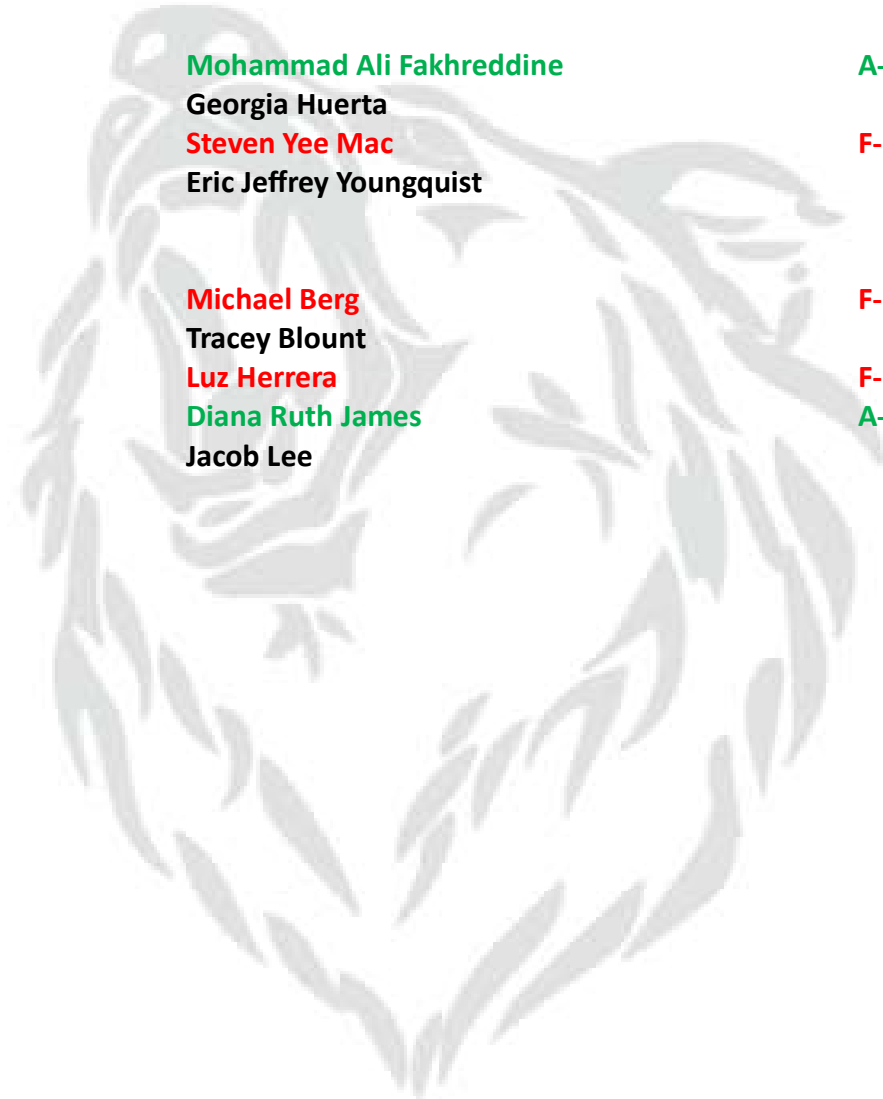 Mohammad Ali Fakhreddine A-
Georgia Huerta
Steven Yee Mac F-
Eric Jeffrey Youngquist
Michael Berg F-
Tracey Blount
Luz Herrera F-
Diana Ruth James A-
Jacob Lee